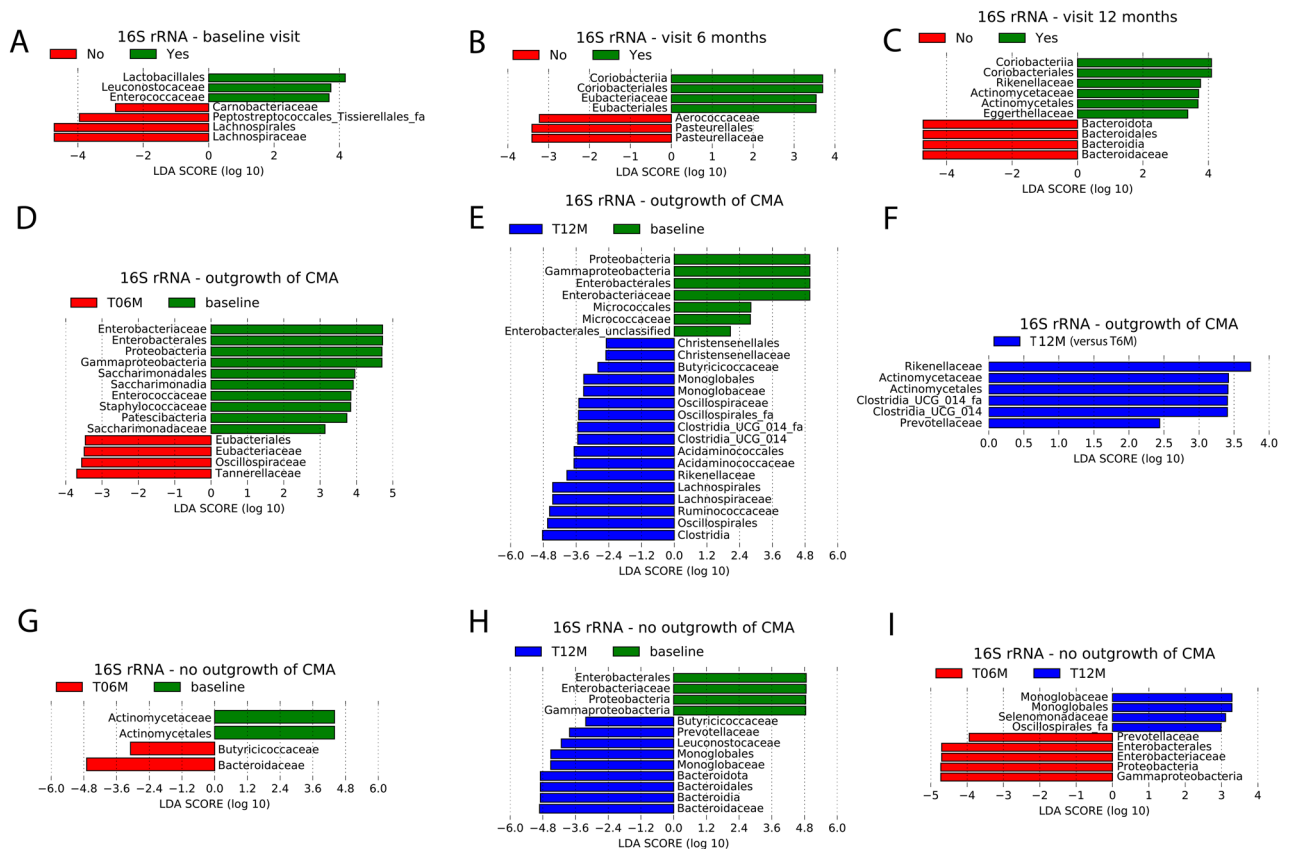 A
16S rRNA - baseline visit
No Yes
Lactobacillales
Leuconostocaceae
Enterococcaceae
Carnobacteriaceae
Peptostreptococcales_Tissierellales_fa
Lachnospirales
Lachnospiraceae
−4 −2 0 2 4
LDA SCORE (log 10)
B
16S rRNA - visit 6 months
No Yes
Coriobacteriia
Coriobacteriales
Eubacteriaceae
Eubacteriales
Aerococcaceae
Pasteurellales
Pasteurellaceae
−4 −3 −2 −1 0 1 2 3 4
LDA SCORE (log 10)
C
16S rRNA - visit 12 months
No Yes
Coriobacteriia
Coriobacteriales
Rikenellaceae
Actinomycetaceae
Actinomycetales
Eggerthellaceae
Bacteroidota
Bacteroidales
Bacteroidia
Bacteroidaceae
−4 −2 0 2 4
LDA SCORE (log 10)
D
16S rRNA - outgrowth of CMA
T06M baseline
Enterobacteriaceae
Enterobacterales
Proteobacteria
Gammaproteobacteria
Saccharimonadales
Saccharimonadia
Enterococcaceae
Staphylococcaceae
Patescibacteria
Saccharimonadaceae
Eubacteriales
Eubacteriaceae
Oscillospiraceae
Tannerellaceae
−4 −3 −2 −1 0 1 2 3 4 5
LDA SCORE (log 10)
E
16S rRNA - outgrowth of CMA
T12M baseline
Proteobacteria
Gammaproteobacteria
Enterobacterales
Enterobacteriaceae
Micrococcales
Micrococcaceae
Enterobacterales_unclassified
Christensenellales
Christensenellaceae
Butyricicoccaceae
Monoglobales
Monoglobaceae
Oscillospiraceae
Oscillospirales_fa
Clostridia_UCG_014_fa
Clostridia_UCG_014
Acidaminococcales
Acidaminococcaceae
Rikenellaceae
Lachnospirales
Lachnospiraceae
Ruminococcaceae
Oscillospirales
Clostridia
−6.0 −4.8 −3.6 −2.4 −1.2 0.0 1.2 2.4 3.6 4.8 6.0
LDA SCORE (log 10)
F
16S rRNA - outgrowth of CMA
T12M (versus T6M)
Rikenellaceae
Actinomycetaceae
Actinomycetales
Clostridia_UCG_014_fa
Clostridia_UCG_014
Prevotellaceae
0.0 0.5 1.0 1.5 2.0 2.5 3.0 3.5 4.0
LDA SCORE (log 10)
G
16S rRNA - no outgrowth of CMA
T06M baseline
Actinomycetaceae
Actinomycetales
Butyricicoccaceae
Bacteroidaceae
−6.0 −4.8 −3.6 −2.4 −1.2 0.0 1.2 2.4 3.6 4.8 6.0
LDA SCORE (log 10)
H
16S rRNA - no outgrowth of CMA
T12M baseline
Enterobacterales
Enterobacteriaceae
Proteobacteria
Gammaproteobacteria
Butyricicoccaceae
Prevotellaceae
Leuconostocaceae
Monoglobales
Monoglobaceae
Bacteroidota
Bacteroidales
Bacteroidia
Bacteroidaceae
−6.0 −4.8 −3.6 −2.4 −1.2 0.0 1.2 2.4 3.6 4.8 6.0
LDA SCORE (log 10)
I
16S rRNA - no outgrowth of CMA
T06M T12M
Monoglobaceae
Monoglobales
Selenomonadaceae
Oscillospirales_fa
Prevotellaceae
Enterobacterales
Enterobacteriaceae
Proteobacteria
Gammaproteobacteria
−5 −4 −3 −2 −1 0 1 2 3 4
LDA SCORE (log 10)